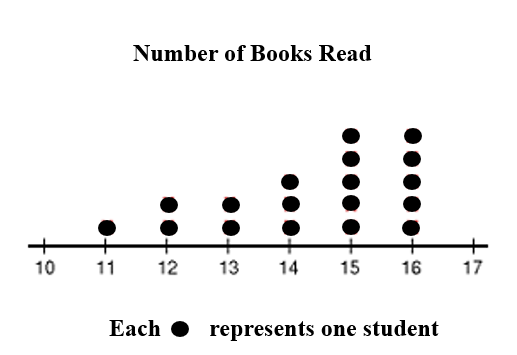 Number of Books Read
10 11 12 13 14 15 16 17
Each represents one student